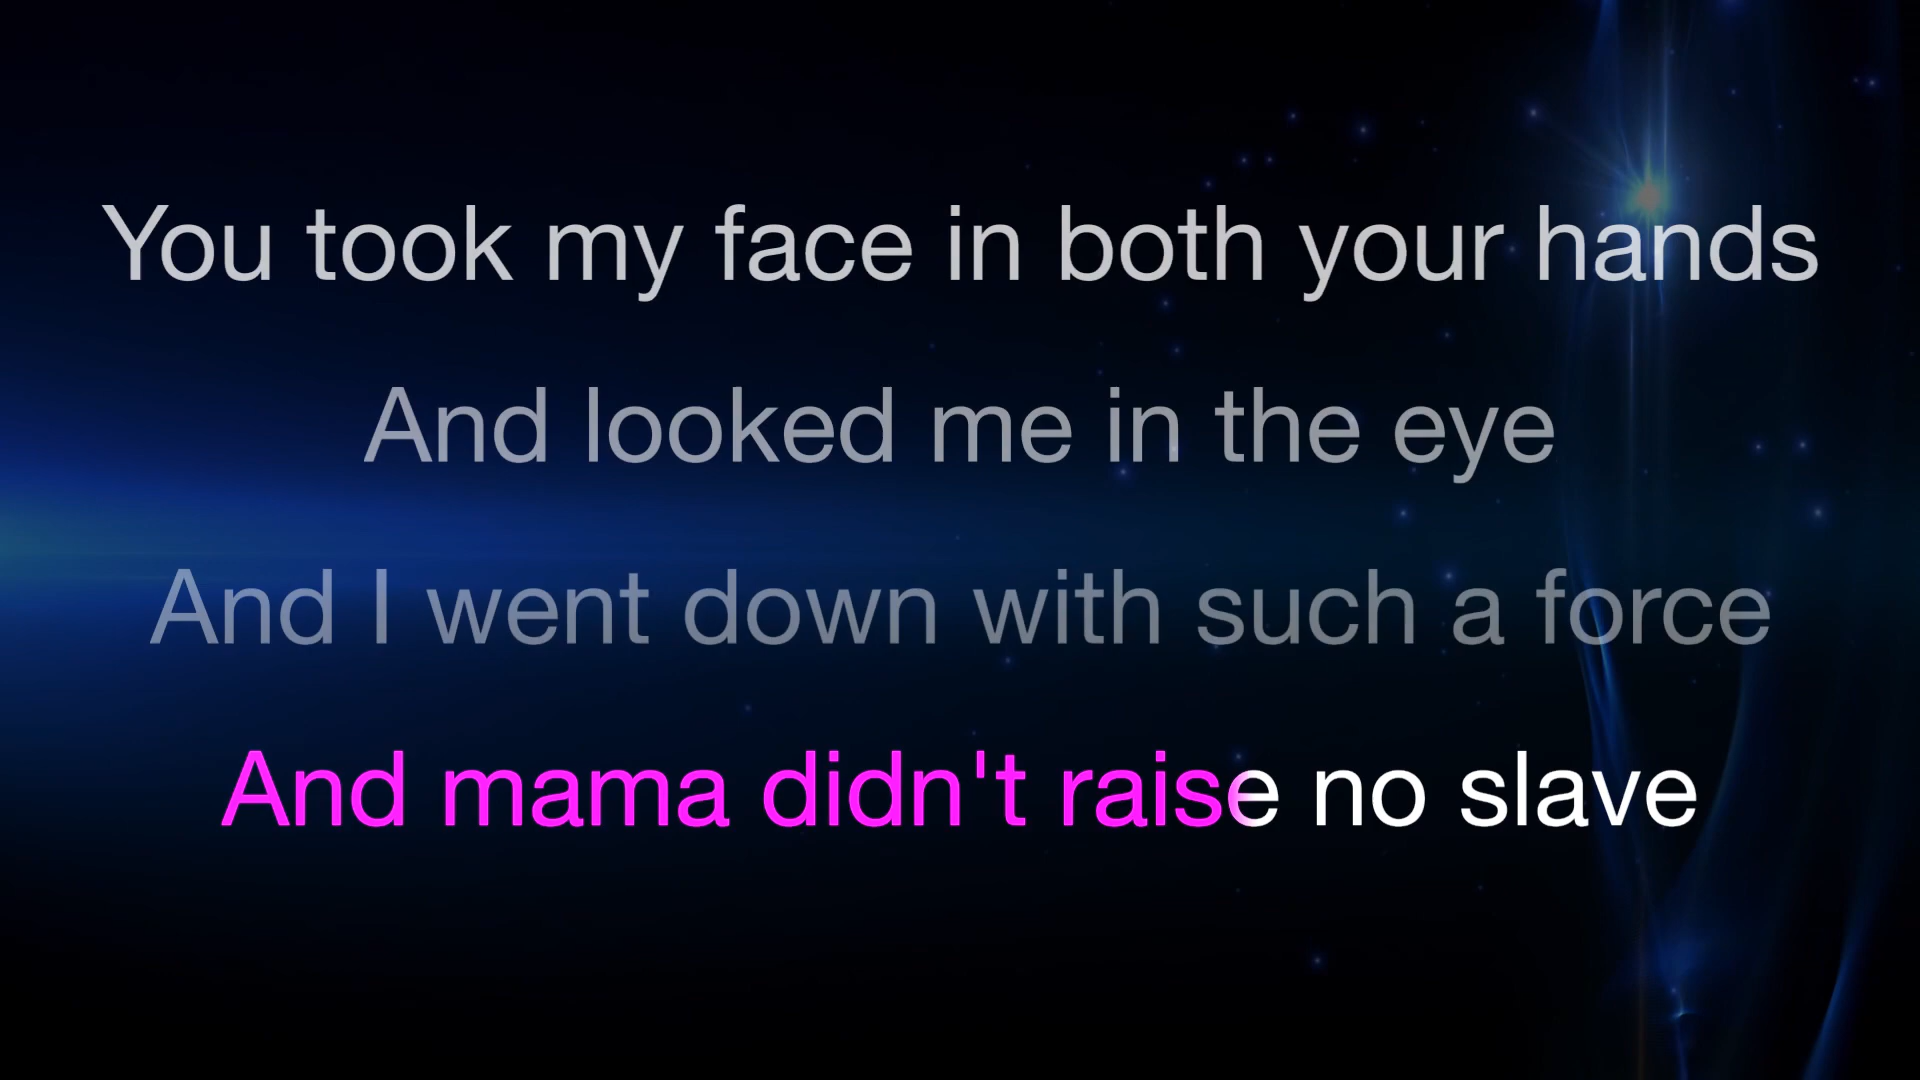 You took my face in both your hands
And looked me in the eye
And I went down with such a force
And mama didn't raise no slave